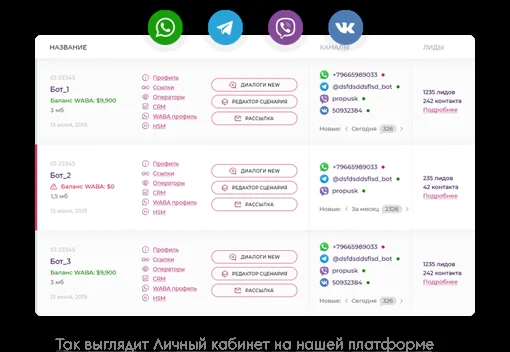 НАЗВАНИЕ КАНАЛЫ ЛИДЫ
ID 22345
Бот_1
Баланс WABA: $9,900
3 мб
13 июня, 2019
Профиль
Ссылки
Операторы
CRM
WABA профиль
HSM
ДИАЛОГИ NEW
РЕДАКТОР СЦЕНАРИЯ
РАССЫЛКА
+79665989033
@dsfdsddsflsd_bot
propusk
50932384
Новые: < Сегодня 326 >
1235 лидов
242 контакта
Подробнее
ID 22345
Бот_2
Баланс WABA: $0
1,5 мб
13 июня, 2019
Профиль
Ссылки
Операторы
CRM
WABA профиль
HSM
ДИАЛОГИ NEW
РЕДАКТОР СЦЕНАРИЯ
РАССЫЛКА
+79665989033
@dsfdsddsflsd_bot
propusk
Новые: < За месяц 2326 >
235 лидов
42 контакта
Подробнее
ID 22345
Бот_3
Баланс WABA: $9,900
3 мб
13 июня, 2019
Профиль
Ссылки
Операторы
CRM
WABA профиль
HSM
ДИАЛОГИ NEW
РЕДАКТОР СЦЕНАРИЯ
РАССЫЛКА
+79665989033
@dsfdsddsflsd_bot
propusk
50932384
Новые: < Сегодня 326 >
1235 лидов
242 контакта
Подробнее
Так выглядит Личный кабинет на нашей платформе